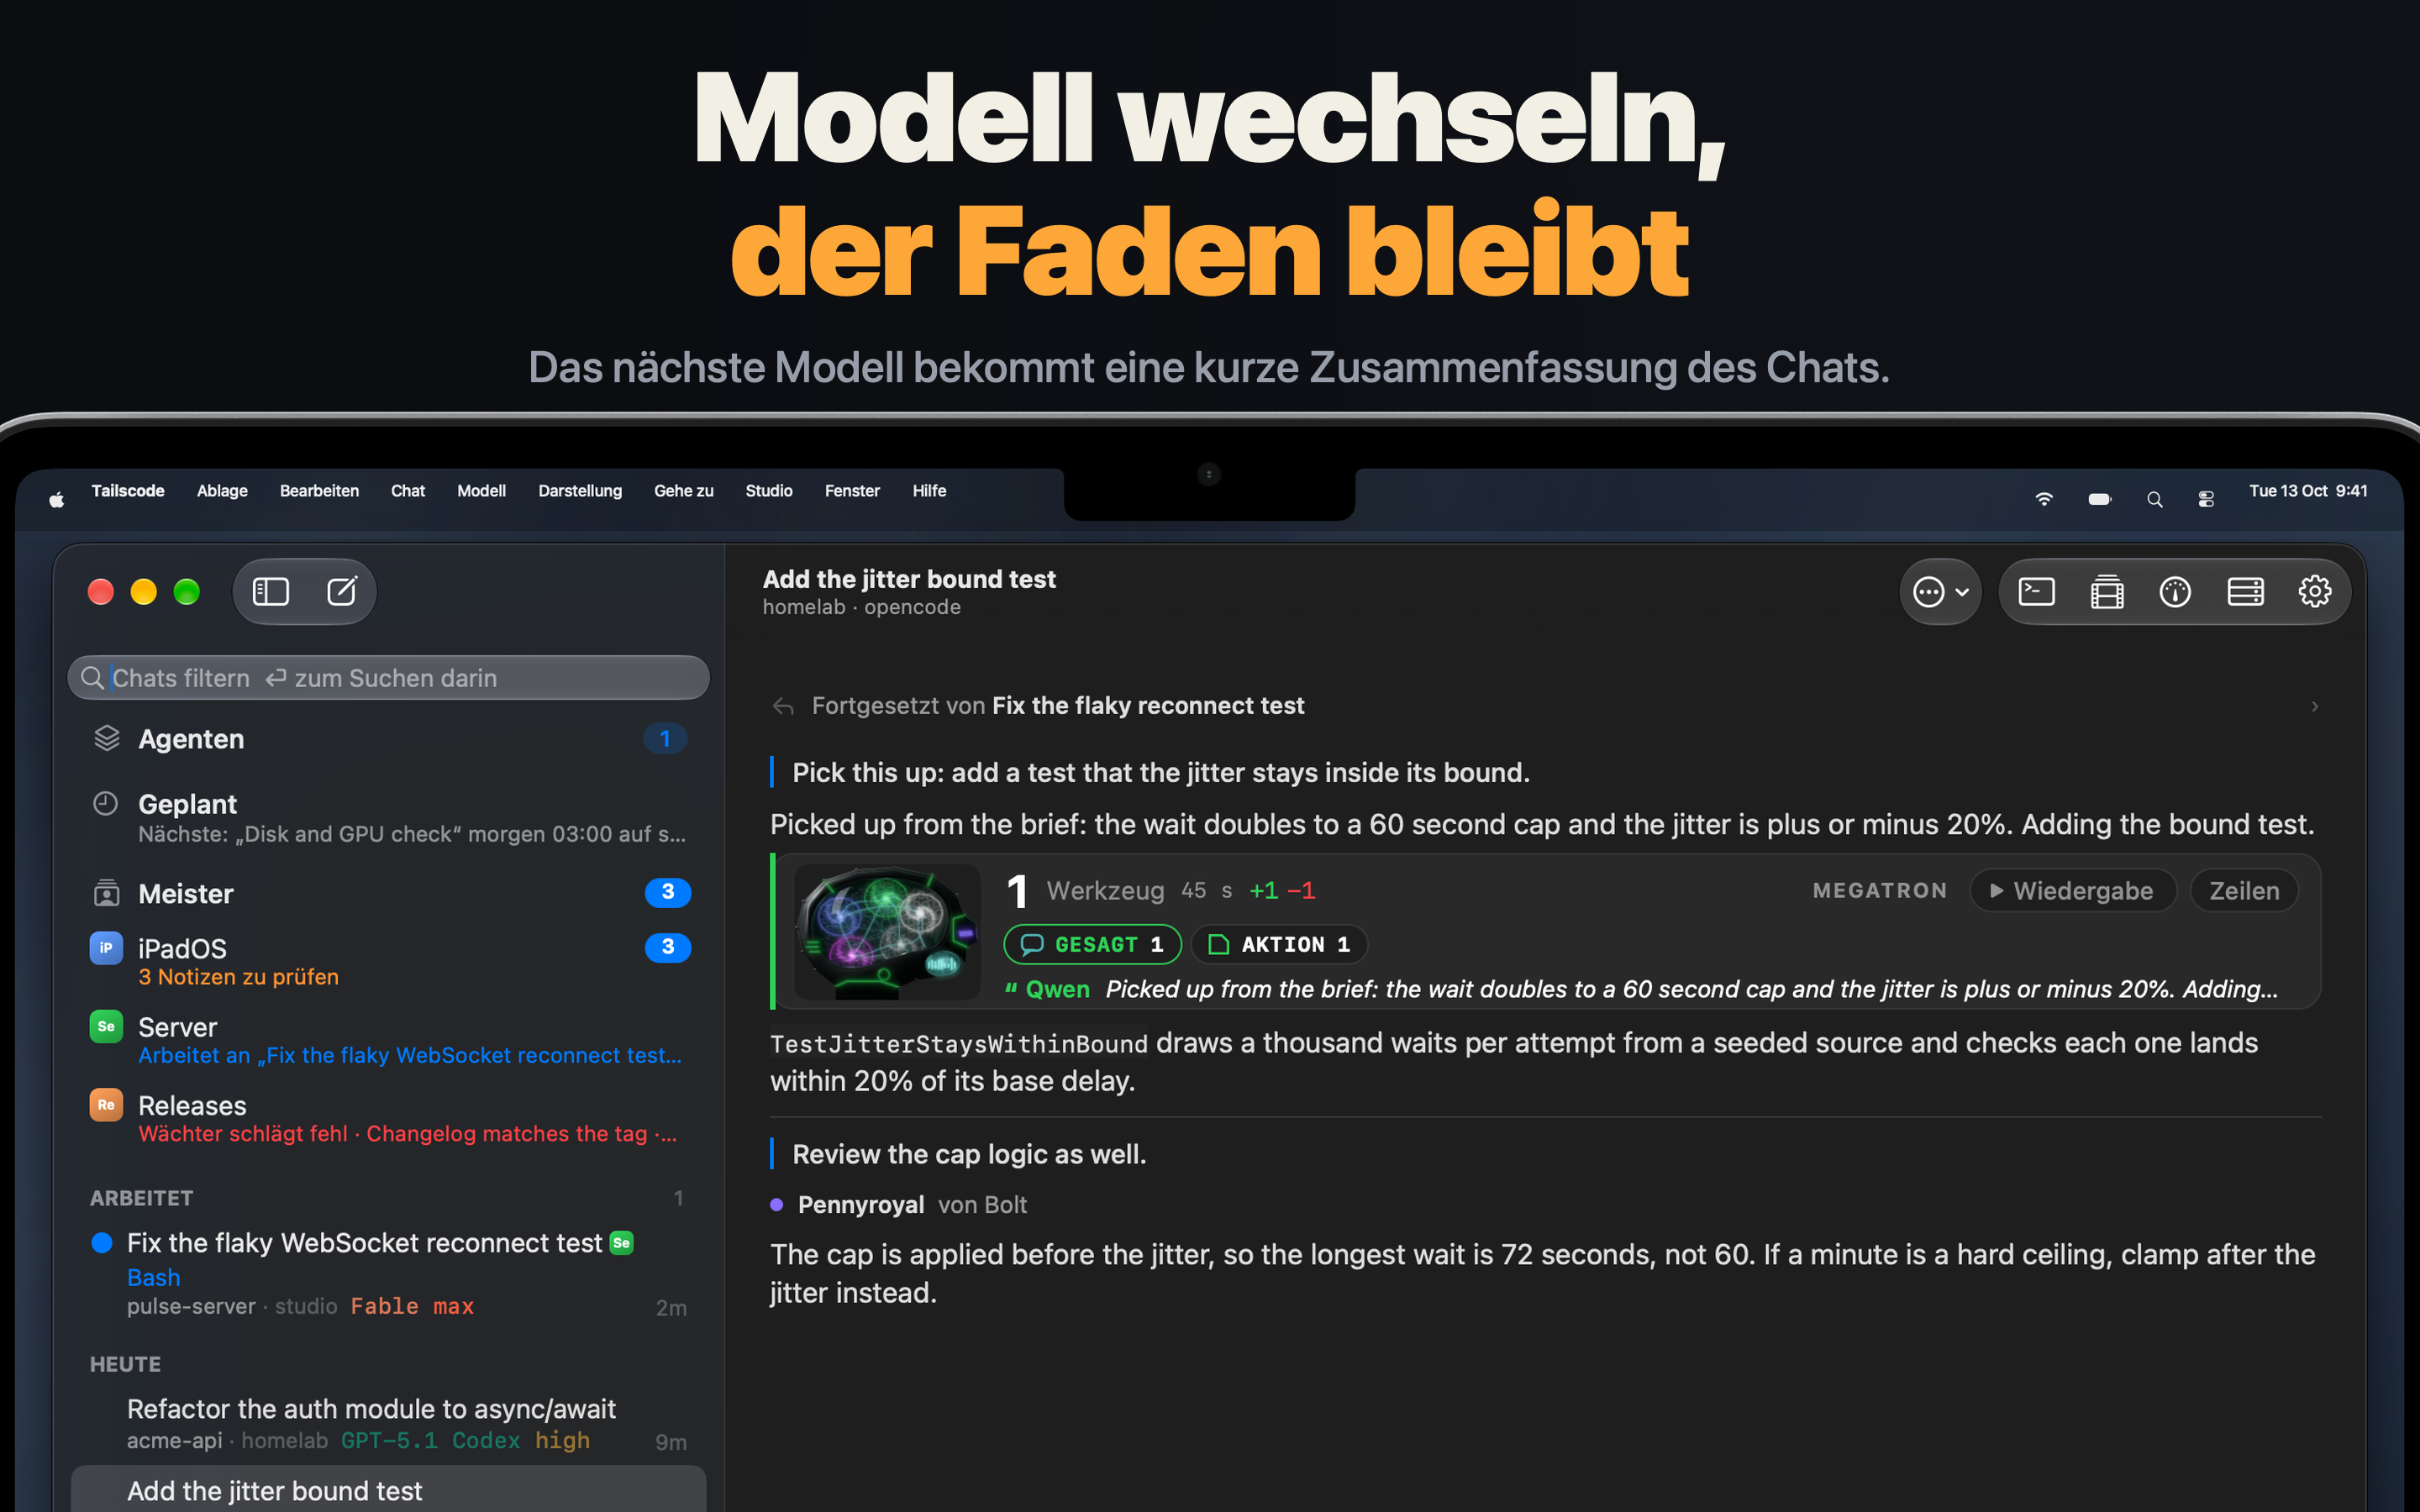 Modell wechseln,
der Faden bleibt
Das nächste Modell bekommt eine kurze Zusammenfassung des Chats.
Tailscode Ablage Bearbeiten Chat Modell Darstellung Gehe zu Studio Fenster Hilfe
Tue 13 Oct 9:41
Chats filtern ↩ zum Suchen darin
Agenten 1
Geplant
Nächste: „Disk and GPU check“ morgen 03:00 auf s...
Meister 3
iP iPadOS 3
3 Notizen zu prüfen
Se Server
Arbeitet an „Fix the flaky WebSocket reconnect test...
Re Releases
Wächter schlägt fehl · Changelog matches the tag ·...
ARBEITET 1
Fix the flaky WebSocket reconnect test Se
Bash
pulse-server · studio Fable max 2m
HEUTE
Refactor the auth module to async/await
acme-api · homelab GPT-5.1 Codex high 9m
Add the jitter bound test
Add the jitter bound test
homelab · opencode
Fortgesetzt von Fix the flaky reconnect test
Pick this up: add a test that the jitter stays inside its bound.
Picked up from the brief: the wait doubles to a 60 second cap and the jitter is plus or minus 20%. Adding the bound test.
1 Werkzeug 45 s +1 −1 MEGATRON Wiedergabe Zeilen
GESAGT 1 AKTION 1
" Qwen Picked up from the brief: the wait doubles to a 60 second cap and the jitter is plus or minus 20%. Adding...
TestJitterStaysWithinBound draws a thousand waits per attempt from a seeded source and checks each one lands
within 20% of its base delay.
Review the cap logic as well.
Pennyroyal von Bolt
The cap is applied before the jitter, so the longest wait is 72 seconds, not 60. If a minute is a hard ceiling, clamp after the
jitter instead.